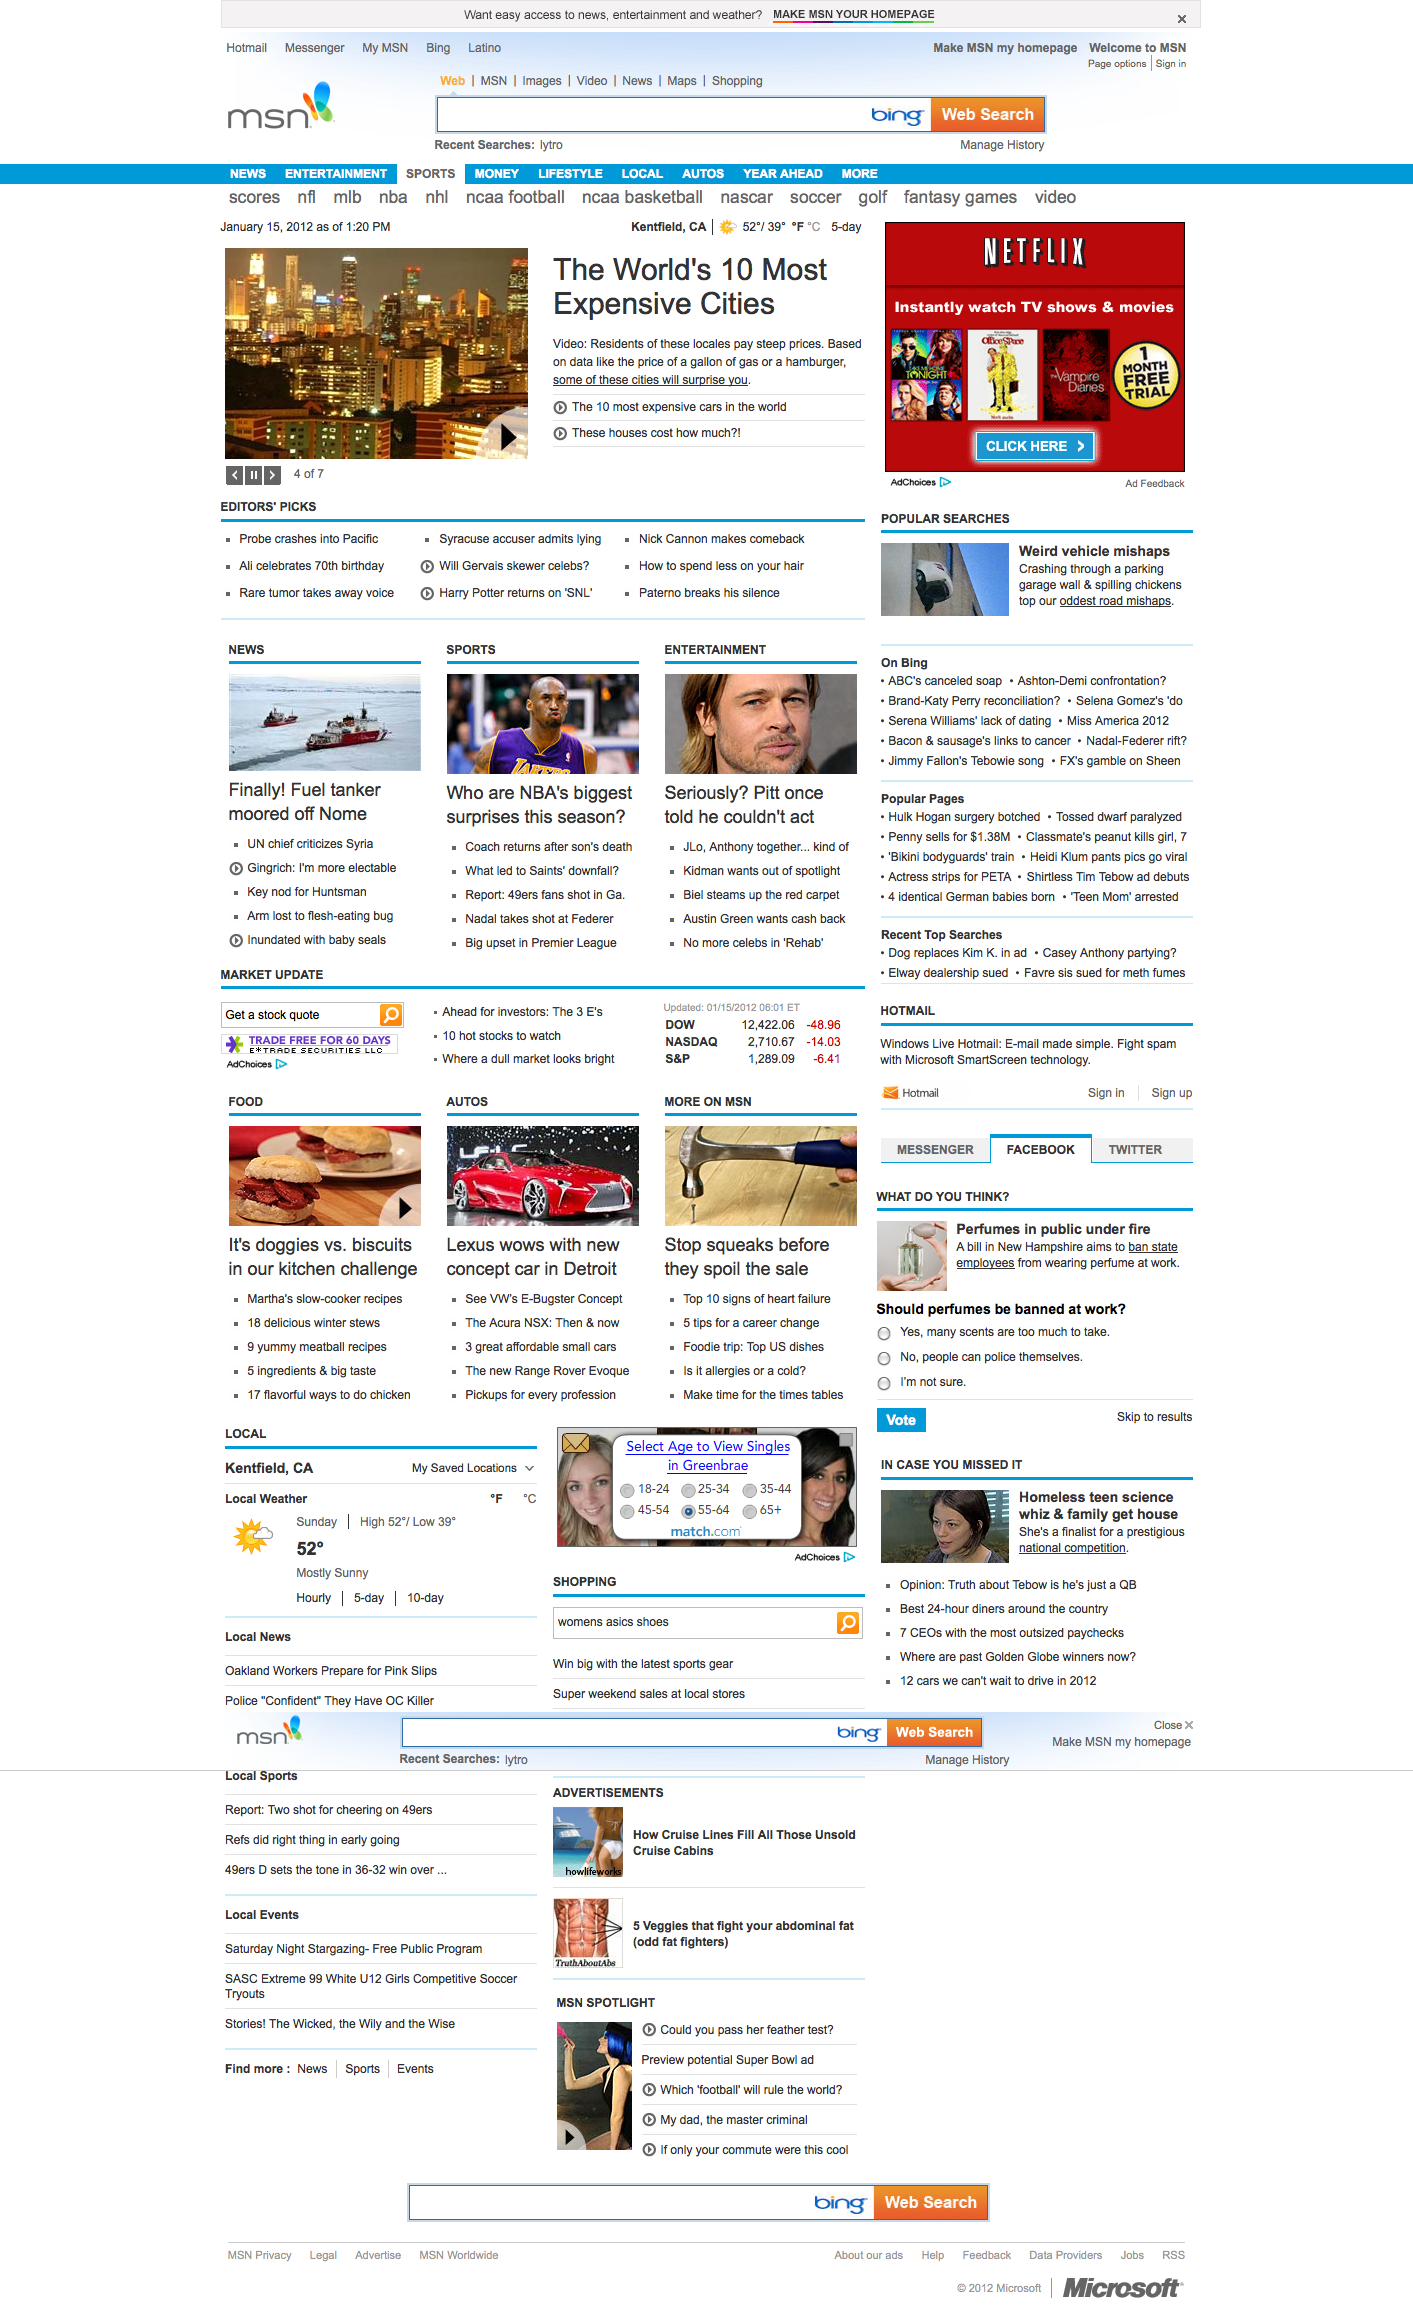 Want easy access to news, entertainment and weather? MAKE MSN YOUR HOMEPAGE
Hotmail Messenger My MSN Bing Latino
Make MSN my homepage Welcome to MSN
Page options Sign in
Web MSN Images Video News Maps Shopping
msn
bing Web Search
Recent Searches: lytro
Manage History
NEWS ENTERTAINMENT SPORTS MONEY LIFESTYLE LOCAL AUTOS YEAR AHEAD MORE
scores nfl mlb nba nhl ncaa football ncaa basketball nascar soccer golf fantasy games video
January 15, 2012 as of 1:20 PM
Kentfield, CA 52°/ 39° °F °C 5-day
The World's 10 Most
Expensive Cities
Video: Residents of these locales pay steep prices. Based
on data like the price of a gallon of gas or a hamburger,
some of these cities will surprise you.
The 10 most expensive cars in the world
These houses cost how much?!
4 of 7
NETFLIX
Instantly watch TV shows & movies
TAKE ME HOME TONIGHT
Office Space
the Vampire Diaries
1 MONTH FREE TRIAL
CLICK HERE
AdChoices
Ad Feedback
EDITORS' PICKS
Probe crashes into Pacific
Ali celebrates 70th birthday
Rare tumor takes away voice
Syracuse accuser admits lying
Will Gervais skewer celebs?
Harry Potter returns on 'SNL'
Nick Cannon makes comeback
How to spend less on your hair
Paterno breaks his silence
POPULAR SEARCHES
Weird vehicle mishaps
Crashing through a parking
garage wall & spilling chickens
top our oddest road mishaps.
NEWS
Finally! Fuel tanker
moored off Nome
UN chief criticizes Syria
Gingrich: I'm more electable
Key nod for Huntsman
Arm lost to flesh-eating bug
Inundated with baby seals
SPORTS
LAKERS
Who are NBA's biggest
surprises this season?
Coach returns after son's death
What led to Saints' downfall?
Report: 49ers fans shot in Ga.
Nadal takes shot at Federer
Big upset in Premier League
ENTERTAINMENT
Seriously? Pitt once
told he couldn't act
JLo, Anthony together... kind of
Kidman wants out of spotlight
Biel steams up the red carpet
Austin Green wants cash back
No more celebs in 'Rehab'
On Bing
• ABC's canceled soap • Ashton-Demi confrontation?
• Brand-Katy Perry reconciliation? • Selena Gomez's 'do
• Serena Williams' lack of dating • Miss America 2012
• Bacon & sausage's links to cancer • Nadal-Federer rift?
• Jimmy Fallon's Tebowie song • FX's gamble on Sheen
Popular Pages
• Hulk Hogan surgery botched • Tossed dwarf paralyzed
• Penny sells for $1.38M • Classmate's peanut kills girl, 7
• 'Bikini bodyguards' train • Heidi Klum pants pics go viral
• Actress strips for PETA • Shirtless Tim Tebow ad debuts
• 4 identical German babies born • 'Teen Mom' arrested
Recent Top Searches
• Dog replaces Kim K. in ad • Casey Anthony partying?
• Elway dealership sued • Favre sis sued for meth fumes
MARKET UPDATE
Get a stock quote
TRADE FREE FOR 60 DAYS
E*TRADE SECURITIES LLC
AdChoices
Ahead for investors: The 3 E's
10 hot stocks to watch
Where a dull market looks bright
Updated: 01/15/2012 06:01 ET
DOW 12,422.06 -48.96
NASDAQ 2,710.67 -14.03
S&P 1,289.09 -6.41
HOTMAIL
Windows Live Hotmail: E-mail made simple. Fight spam
with Microsoft SmartScreen technology.
Hotmail Sign in Sign up
MESSENGER FACEBOOK TWITTER
FOOD
It's doggies vs. biscuits
in our kitchen challenge
Martha's slow-cooker recipes
18 delicious winter stews
9 yummy meatball recipes
5 ingredients & big taste
17 flavorful ways to do chicken
AUTOS
Lexus wows with new
concept car in Detroit
See VW's E-Bugster Concept
The Acura NSX: Then & now
3 great affordable small cars
The new Range Rover Evoque
Pickups for every profession
MORE ON MSN
Stop squeaks before
they spoil the sale
Top 10 signs of heart failure
5 tips for a career change
Foodie trip: Top US dishes
Is it allergies or a cold?
Make time for the times tables
WHAT DO YOU THINK?
Perfumes in public under fire
A bill in New Hampshire aims to ban state
employees from wearing perfume at work.
Should perfumes be banned at work?
Yes, many scents are too much to take.
No, people can police themselves.
I'm not sure.
Vote
Skip to results
LOCAL
Kentfield, CA My Saved Locations
Local Weather °F °C
Sunday High 52°/ Low 39°
52°
Mostly Sunny
Hourly 5-day 10-day
Local News
Oakland Workers Prepare for Pink Slips
Police "Confident" They Have OC Killer
Select Age to View Singles
in Greenbrae
18-24 25-34 35-44
45-54 55-64 65+
match.com
AdChoices
SHOPPING
womens asics shoes
Win big with the latest sports gear
Super weekend sales at local stores
IN CASE YOU MISSED IT
Homeless teen science
whiz & family get house
She's a finalist for a prestigious
national competition.
Opinion: Truth about Tebow is he's just a QB
Best 24-hour diners around the country
7 CEOs with the most outsized paychecks
Where are past Golden Globe winners now?
12 cars we can't wait to drive in 2012
msn
bing Web Search
Close
Make MSN my homepage
Recent Searches: lytro
Manage History
Local Sports
Report: Two shot for cheering on 49ers
Refs did right thing in early going
49ers D sets the tone in 36-32 win over ...
Local Events
Saturday Night Stargazing- Free Public Program
SASC Extreme 99 White U12 Girls Competitive Soccer
Tryouts
Stories! The Wicked, the Wily and the Wise
Find more : News Sports Events
ADVERTISEMENTS
howlifeworks
How Cruise Lines Fill All Those Unsold
Cruise Cabins
TruthAboutAbs
5 Veggies that fight your abdominal fat
(odd fat fighters)
MSN SPOTLIGHT
Could you pass her feather test?
Preview potential Super Bowl ad
Which 'football' will rule the world?
My dad, the master criminal
If only your commute were this cool
bing Web Search
MSN Privacy Legal Advertise MSN Worldwide
About our ads Help Feedback Data Providers Jobs RSS
© 2012 Microsoft Microsoft